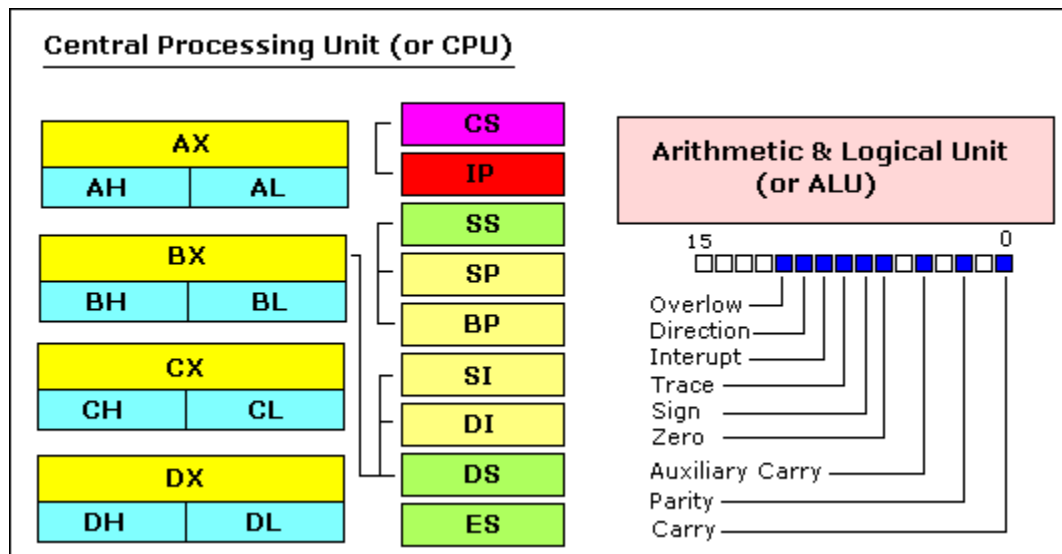 Central Processing Unit (or CPU)
AX
AH AL
BX
BH BL
CX
CH CL
DX
DH DL
CS
IP
SS
SP
BP
SI
DI
DS
ES
Arithmetic & Logical Unit
(or ALU)
15 0
Overlow
Direction
Interupt
Trace
Sign
Zero
Auxiliary Carry
Parity
Carry